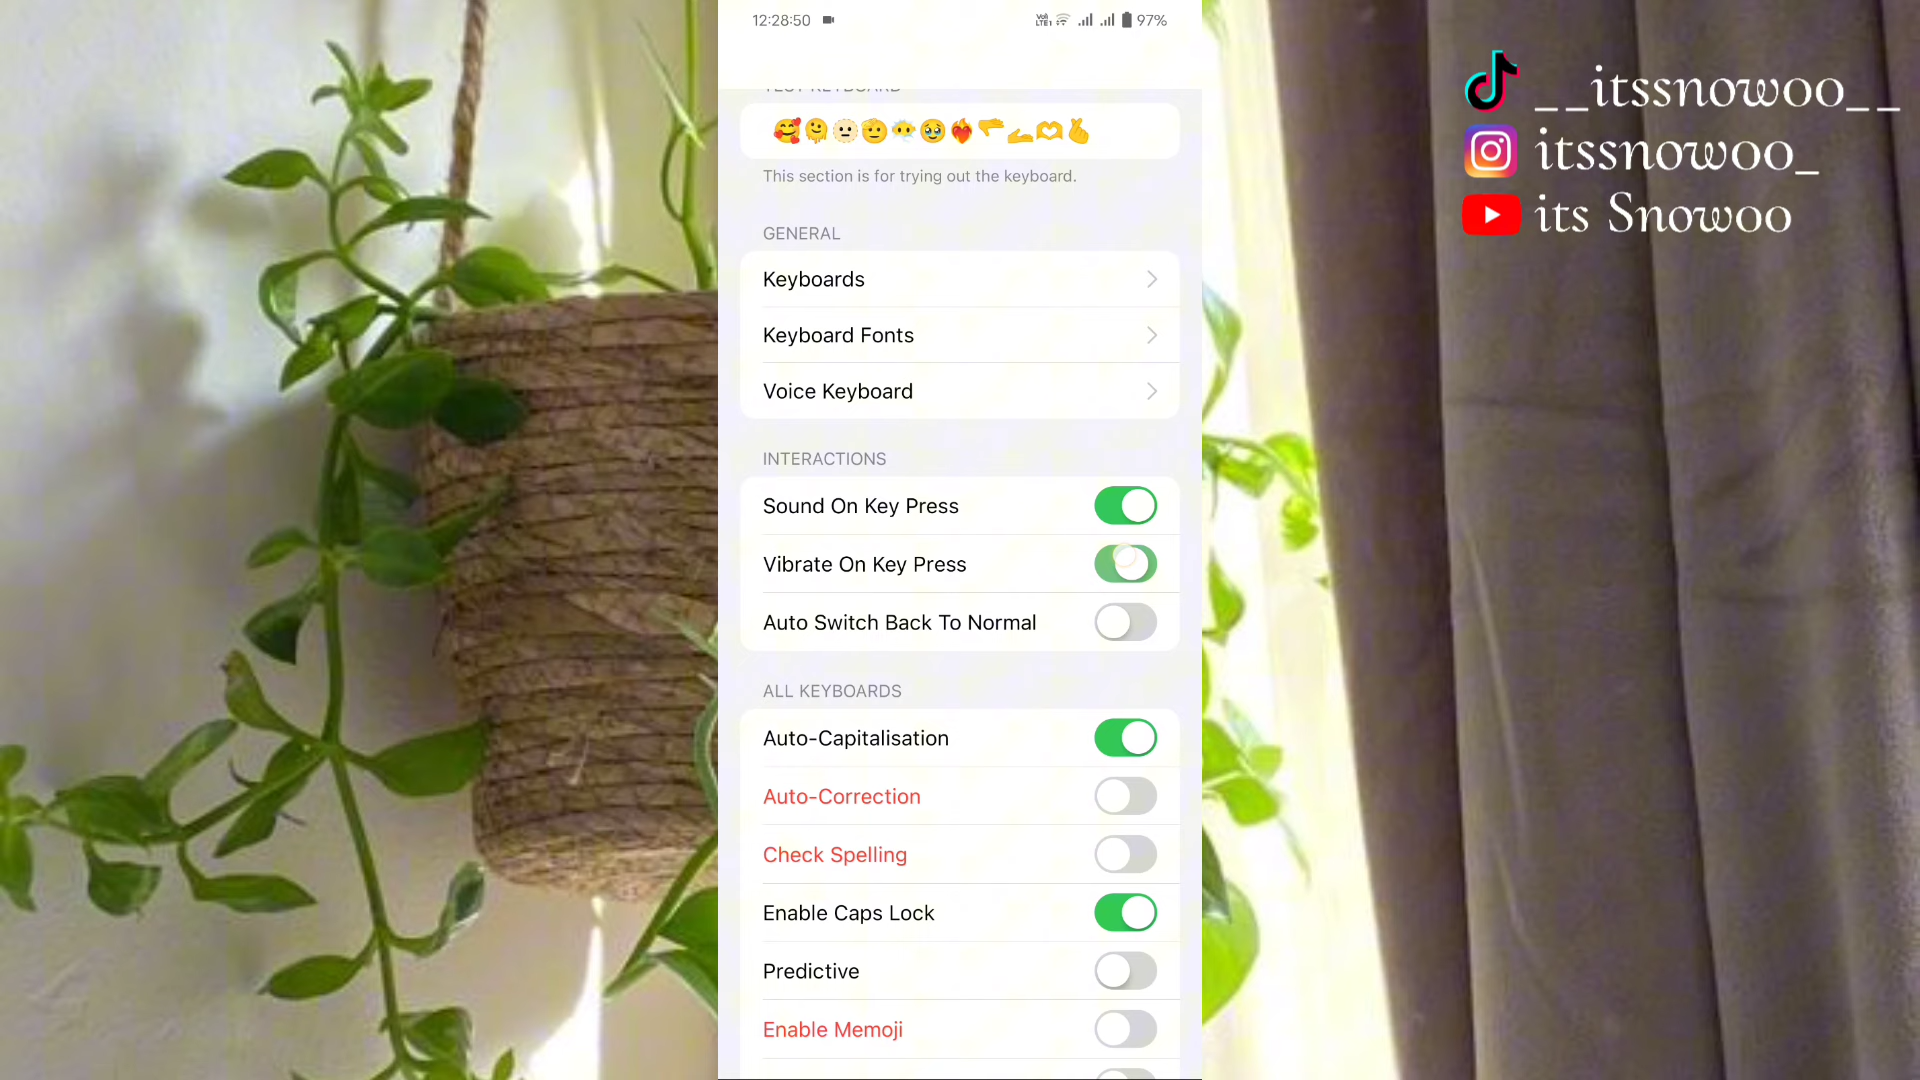 12:28:50 97%
__itssnowoo__
itssnowoo_
its Snowoo
TEST KEYBOARD
🥰🫠🫥🫡😶‍🌫️🥹❤️‍🔥🫳🫴🫶🫰
This section is for trying out the keyboard.
GENERAL
Keyboards
Keyboard Fonts
Voice Keyboard
INTERACTIONS
Sound On Key Press
Vibrate On Key Press
Auto Switch Back To Normal
ALL KEYBOARDS
Auto-Capitalisation
Auto-Correction
Check Spelling
Enable Caps Lock
Predictive
Enable Memoji